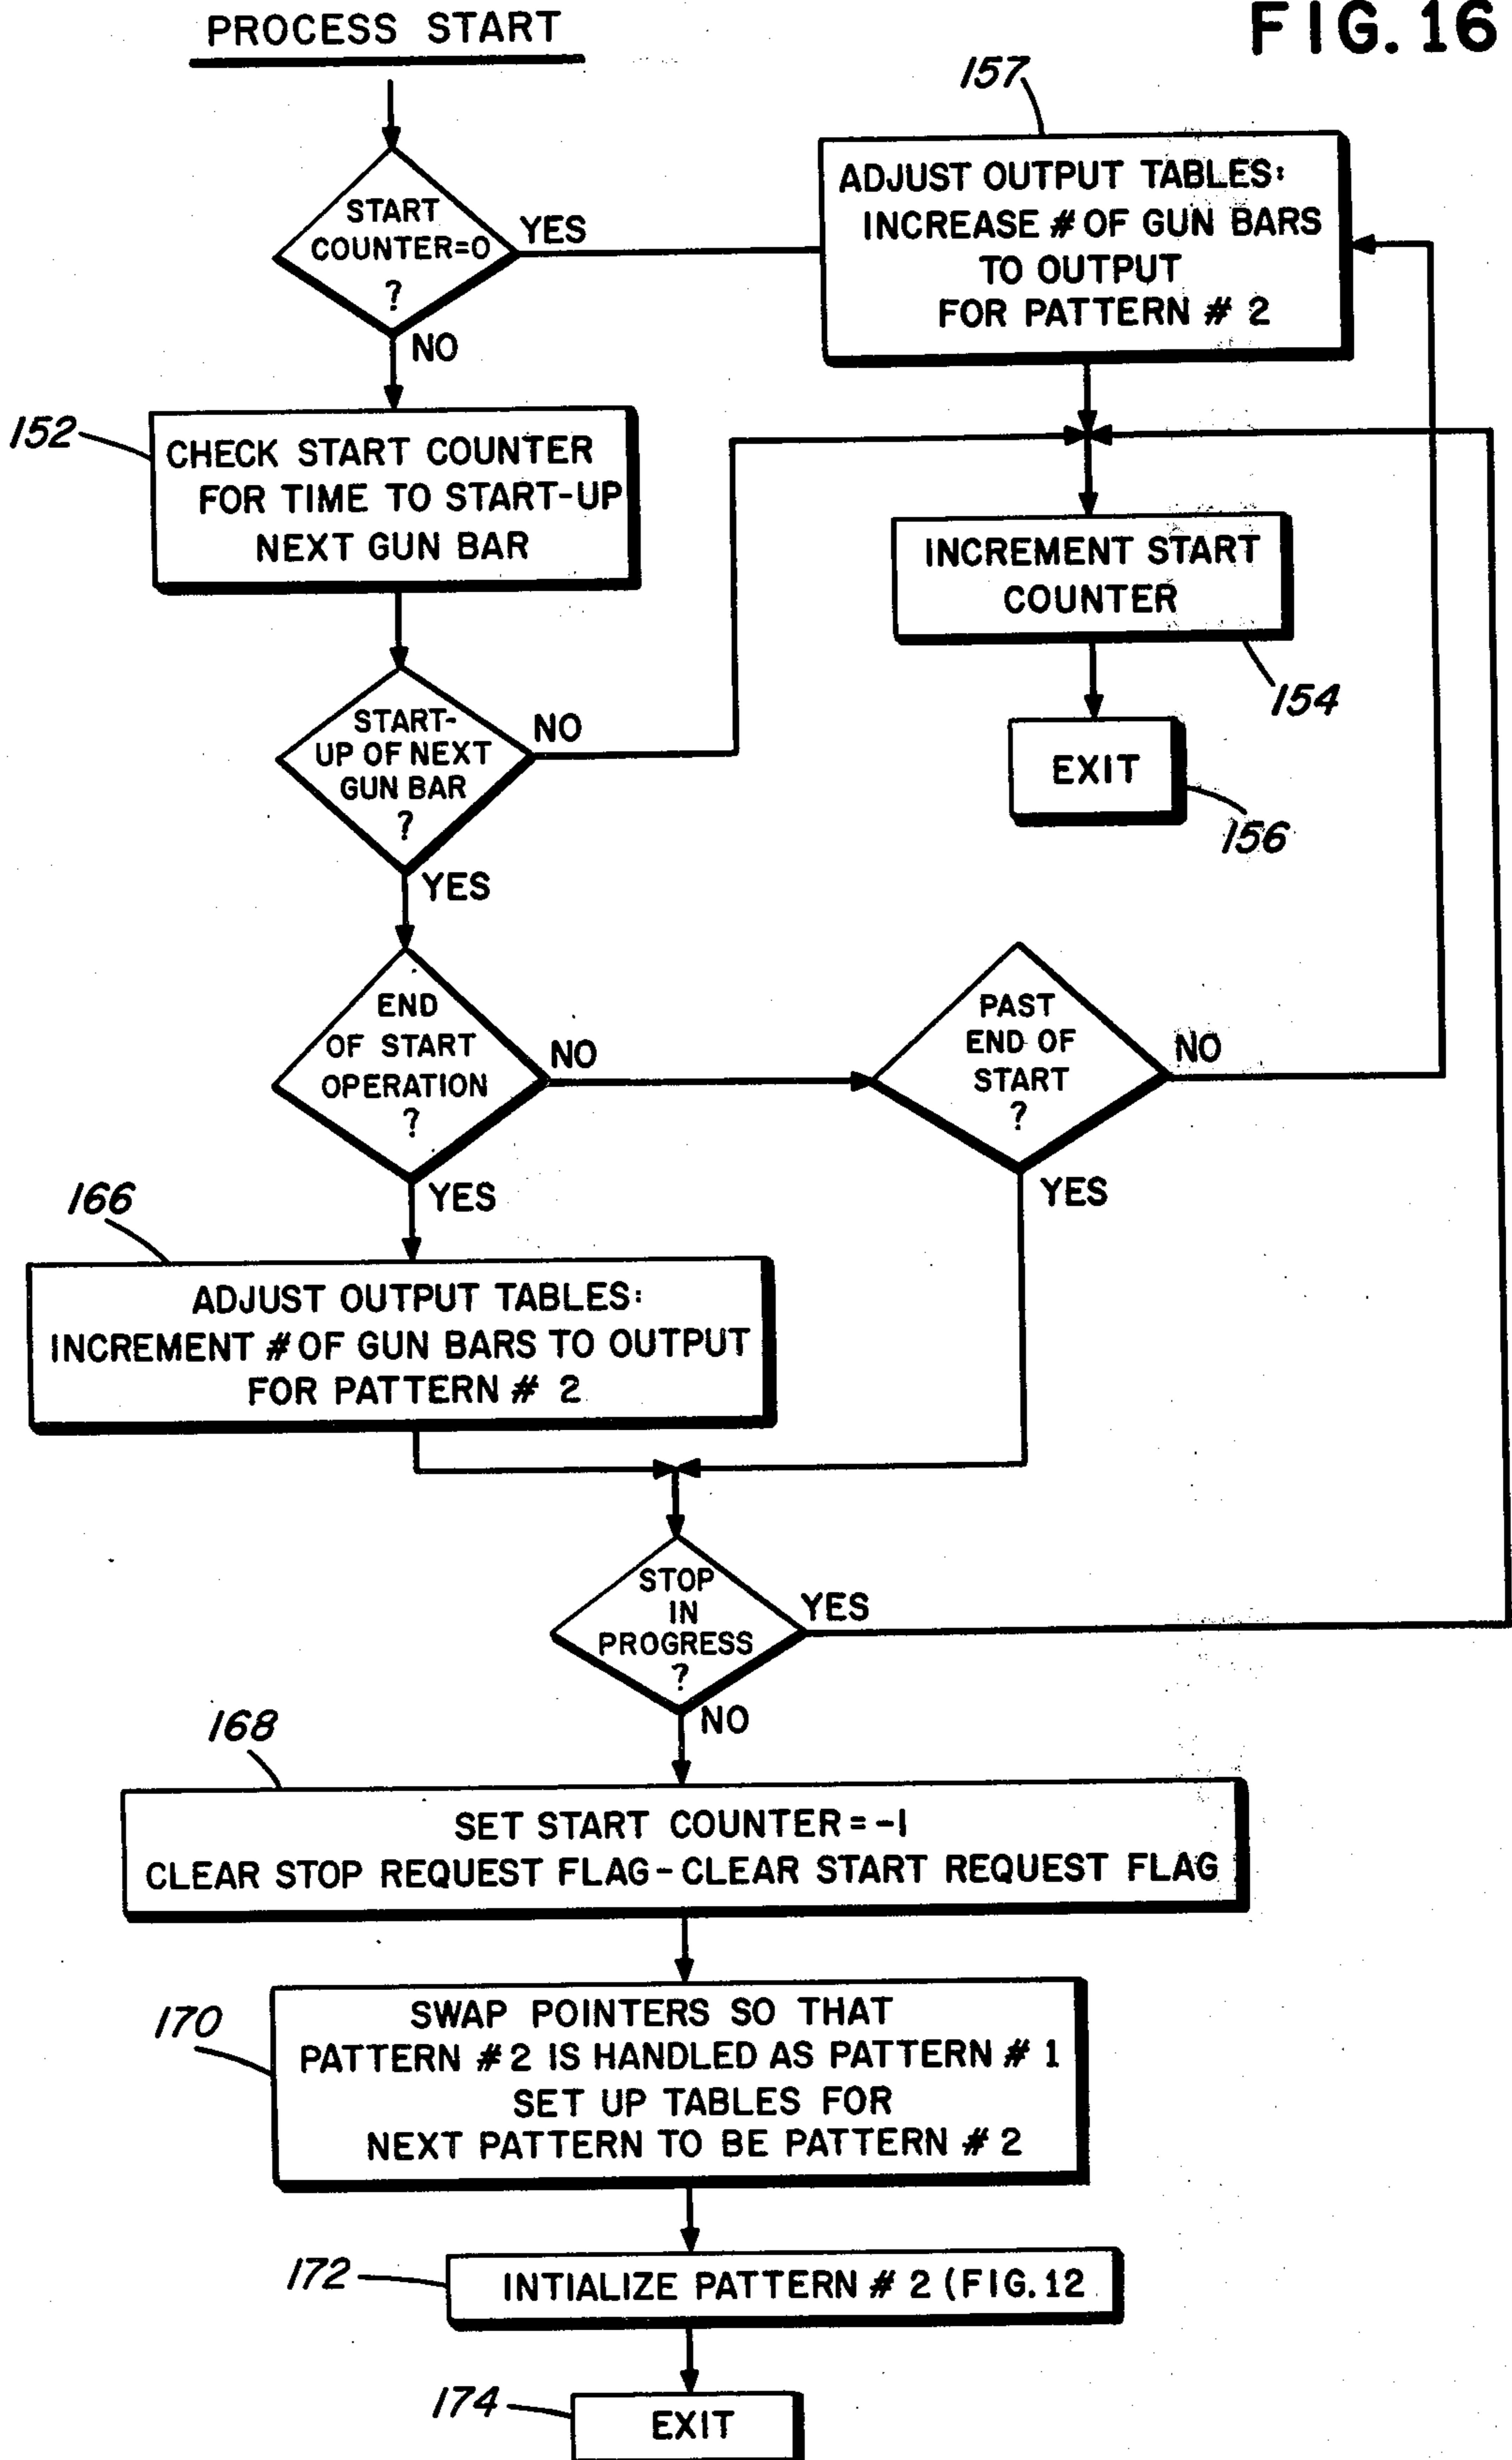 PROCESS START
FIG. 16
157
START
COUNTER=0
?
YES
NO
ADJUST OUTPUT TABLES:
INCREASE # OF GUN BARS
TO OUTPUT
FOR PATTERN # 2
152
CHECK START COUNTER
FOR TIME TO START-UP
NEXT GUN BAR
INCREMENT START
COUNTER
154
START-
UP OF NEXT
GUN BAR
?
NO
YES
EXIT
156
END
OF START
OPERATION
?
NO
YES
PAST
END OF
START
?
NO
YES
166
ADJUST OUTPUT TABLES:
INCREMENT # OF GUN BARS TO OUTPUT
FOR PATTERN # 2
STOP
IN
PROGRESS
?
YES
NO
168
SET START COUNTER = -1
CLEAR STOP REQUEST FLAG - CLEAR START REQUEST FLAG
170
SWAP POINTERS SO THAT
PATTERN # 2 IS HANDLED AS PATTERN # 1
SET UP TABLES FOR
NEXT PATTERN TO BE PATTERN # 2
172
INTIALIZE PATTERN # 2 (FIG. 12
174
EXIT